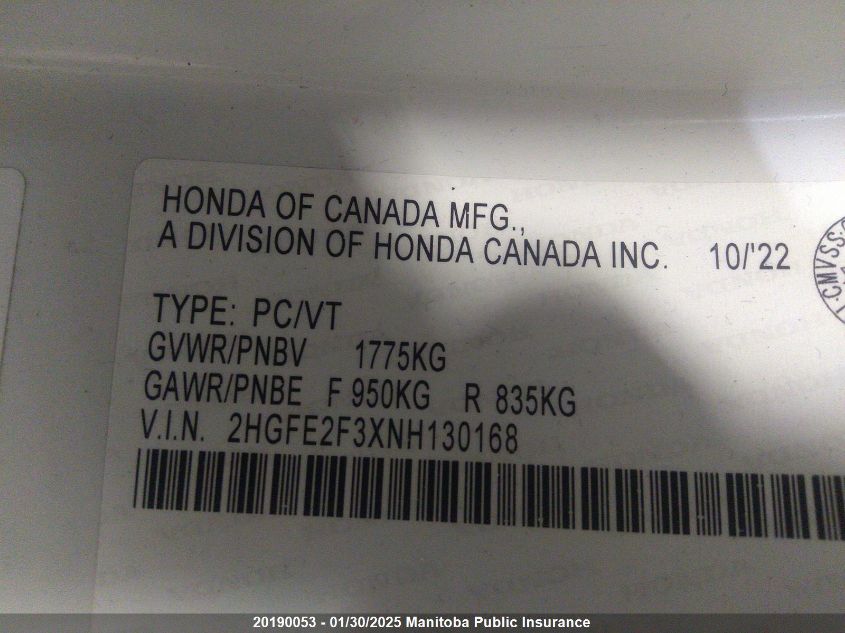 HONDA OF CANADA MFG.,
A DIVISION OF HONDA CANADA INC. 10/'22
CMVSS
TYPE: PC/VT
GVWR/PNBV 1775KG
GAWR/PNBE F 950KG R 835KG
V.I.N. 2HGFE2F3XNH130168
20190053 - 01/30/2025 Manitoba Public Insurance